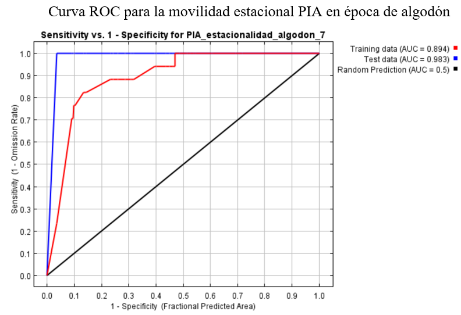 Curva ROC para la movilidad estacional PIA en época de algodón
Sensitivity vs. 1 - Specificity for PIA_estacionalidad_algodon_7
Training data (AUC = 0.894)
Test data (AUC = 0.983)
Random Prediction (AUC = 0.5)
Sensitivity (1 - Omission Rate)
1.0
0.9
0.8
0.7
0.6
0.5
0.4
0.3
0.2
0.1
0.0
0.0 0.1 0.2 0.3 0.4 0.5 0.6 0.7 0.8 0.9 1.0
1 - Specificity (Fractional Predicted Area)